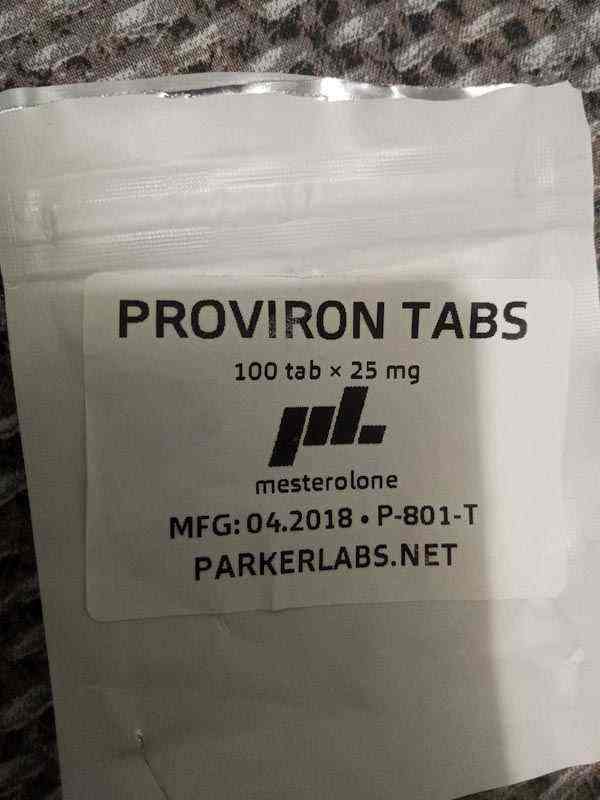 PROVIRON TABS
100 tab × 25 mg
pl.
mesterolone
MFG: 04.2018 • P-801-T
PARKERLABS.NET